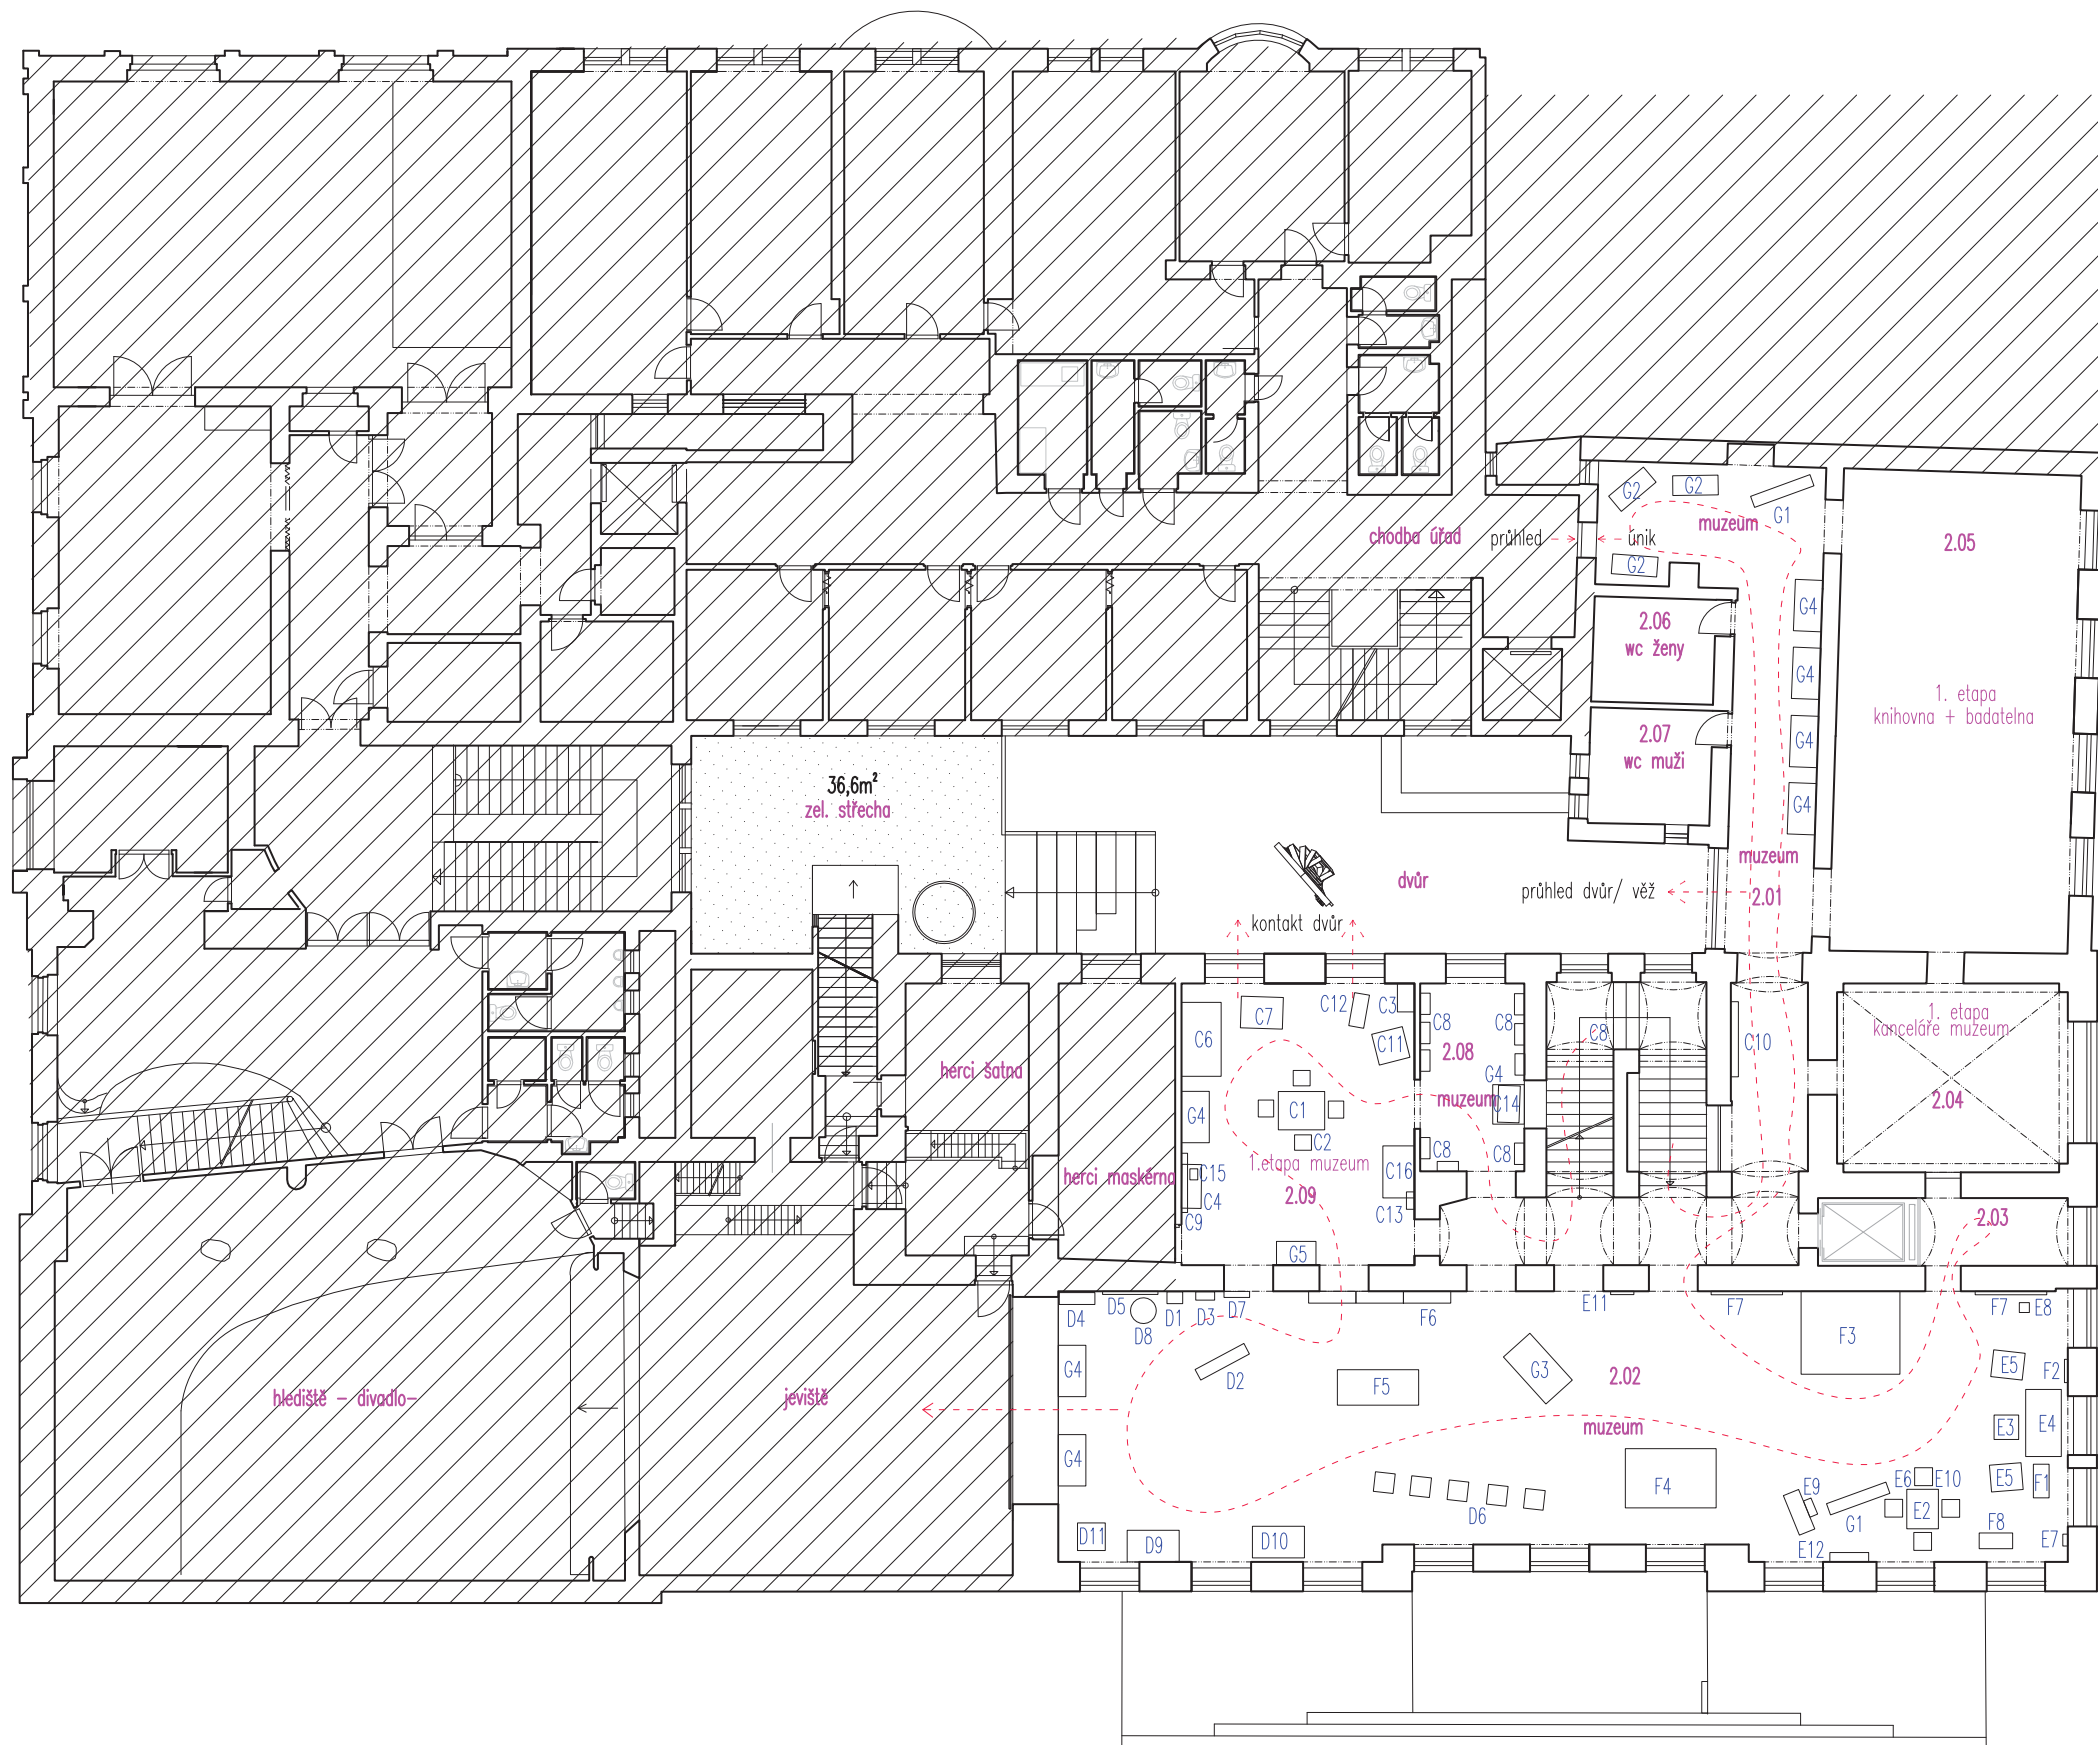 G2
G2
G1
muzeum
chodba úřad
průhled
únik
2.05
G2
G4
2.06
wc ženy
G4
1. etapa
knihovna + badatelna
2.07
wc muži
G4
36,6m²
zel. střecha
G4
muzeum
dvůr
průhled dvůr/ věž
2.01
kontakt dvůr
C6
C7
C12
C3
C11
C8
C8
C8
C10
1. etapa
kanceláře muzeum
2.08
herci šatna
G4
muzeum
C14
2.04
G4
C1
C2
C8
C8
1.etapa muzeum
herci maskérna
C15
C16
2.09
C4
C9
C13
2.03
G5
D4
D5
D8
D1
D3
D7
F6
E11
F7
F3
F7
E8
G4
D2
F5
G3
2.02
E5
F2
hlediště - divadlo-
jeviště
muzeum
E3
E4
G4
F4
E9
E6
E10
E5
F1
D6
G1
E2
D11
D9
D10
E12
F8
E7